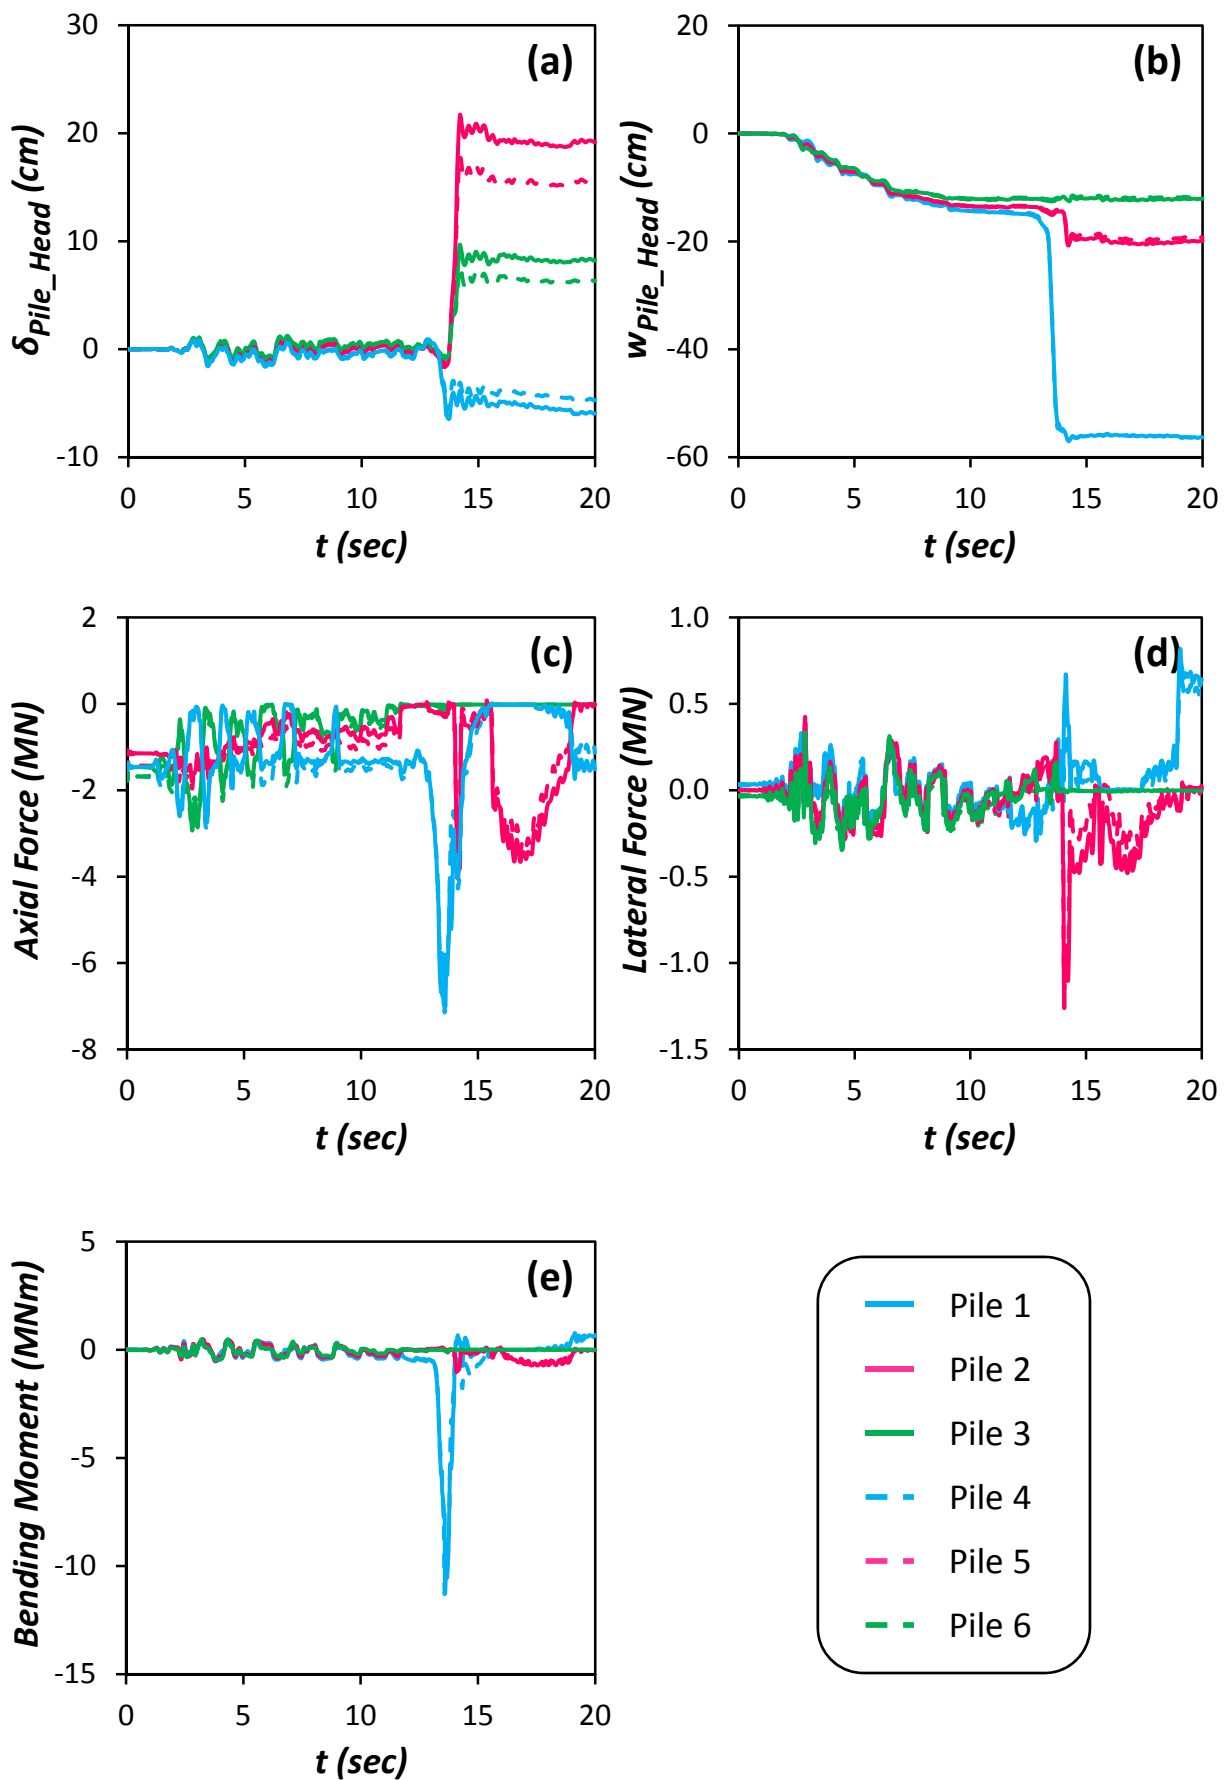 30
20
10
0
-10
δPile_Head (cm)
(a)
0 5 10 15 20
t (sec)
20
0
-20
-40
-60
wPile_Head (cm)
(b)
0 5 10 15 20
t (sec)
2
0
-2
-4
-6
-8
Axial Force (MN)
(c)
0 5 10 15 20
t (sec)
1.0
0.5
0.0
-0.5
-1.0
-1.5
Lateral Force (MN)
(d)
0 5 10 15 20
t (sec)
5
0
-5
-10
-15
Bending Moment (MNm)
(e)
0 5 10 15 20
t (sec)
Pile 1
Pile 2
Pile 3
Pile 4
Pile 5
Pile 6